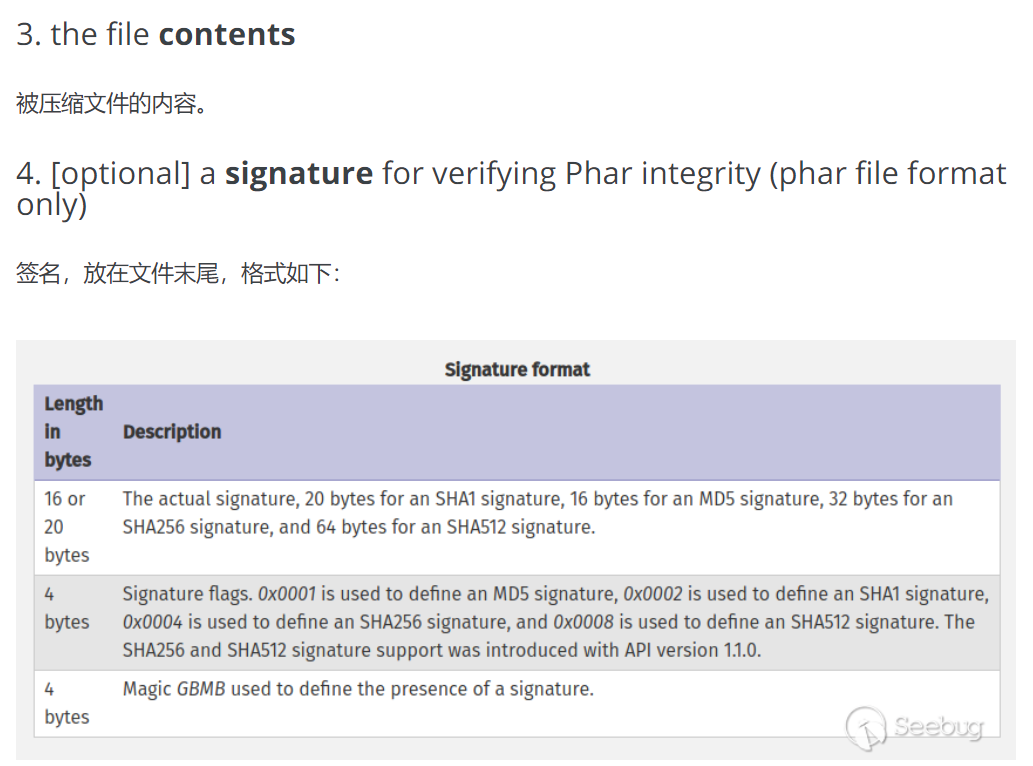 3. the file contents
被压缩文件的内容。
4. [optional] a signature for verifying Phar integrity (phar file format
only)
签名，放在文件末尾，格式如下：
Signature format
Length
in
bytes
Description
16 or
20
bytes
The actual signature, 20 bytes for an SHA1 signature, 16 bytes for an MD5 signature, 32 bytes for an
SHA256 signature, and 64 bytes for an SHA512 signature.
4
bytes
Signature flags. 0x0001 is used to define an MD5 signature, 0x0002 is used to define an SHA1 signature,
0x0004 is used to define an SHA256 signature, and 0x0008 is used to define an SHA512 signature. The
SHA256 and SHA512 signature support was introduced with API version 1.1.0.
4
bytes
Magic GBMB used to define the presence of a signature.
Seebug